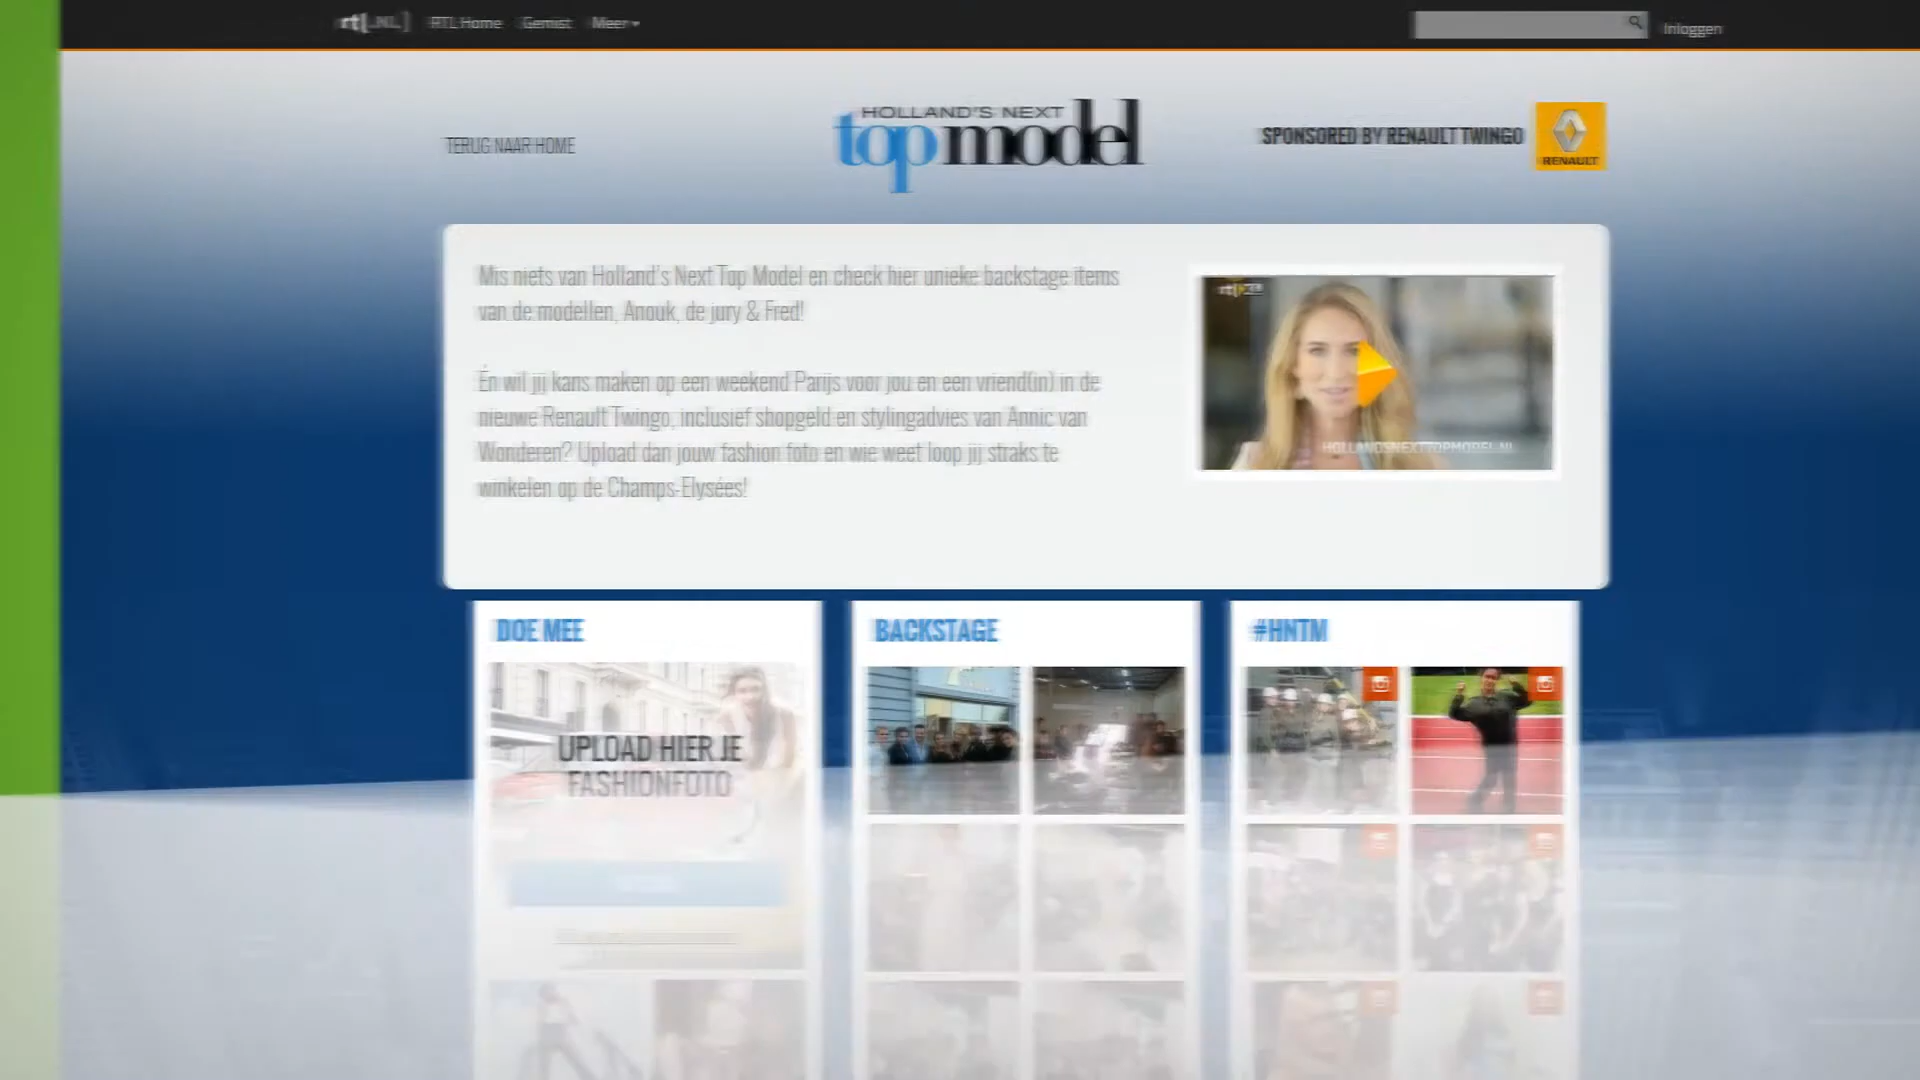 rtl.NL RTL Home Gemist Meer
Inloggen
TERUG NAAR HOME
HOLLAND'S NEXT
top model
SPONSORED BY RENAULT TWINGO
RENAULT
Mis niets van Holland's Next Top Model en check hier unieke backstage items
van de modellen, Anouk, de jury & Fred!
Én wil jij kans maken op een weekend Parijs voor jou en een vriend(in) in de
nieuwe Renault Twingo, inclusief shopgeld en stylingadvies van Annic van
Wonderen? Upload dan jouw fashion foto en wie weet loop jij straks te
winkelen op de Champs-Elysées!
HOLLANDSNEXTTOPMODEL.NL
DOE MEE
BACKSTAGE
#HNTM
UPLOAD HIER JE
FASHIONFOTO